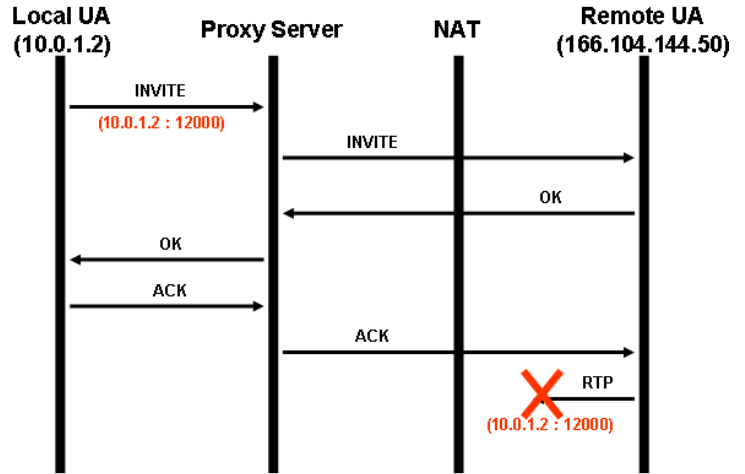 Local UA
(10.0.1.2)
Proxy Server
NAT
Remote UA
(166.104.144.50)
INVITE
(10.0.1.2 : 12000)
INVITE
OK
OK
ACK
ACK
RTP
(10.0.1.2 : 12000)